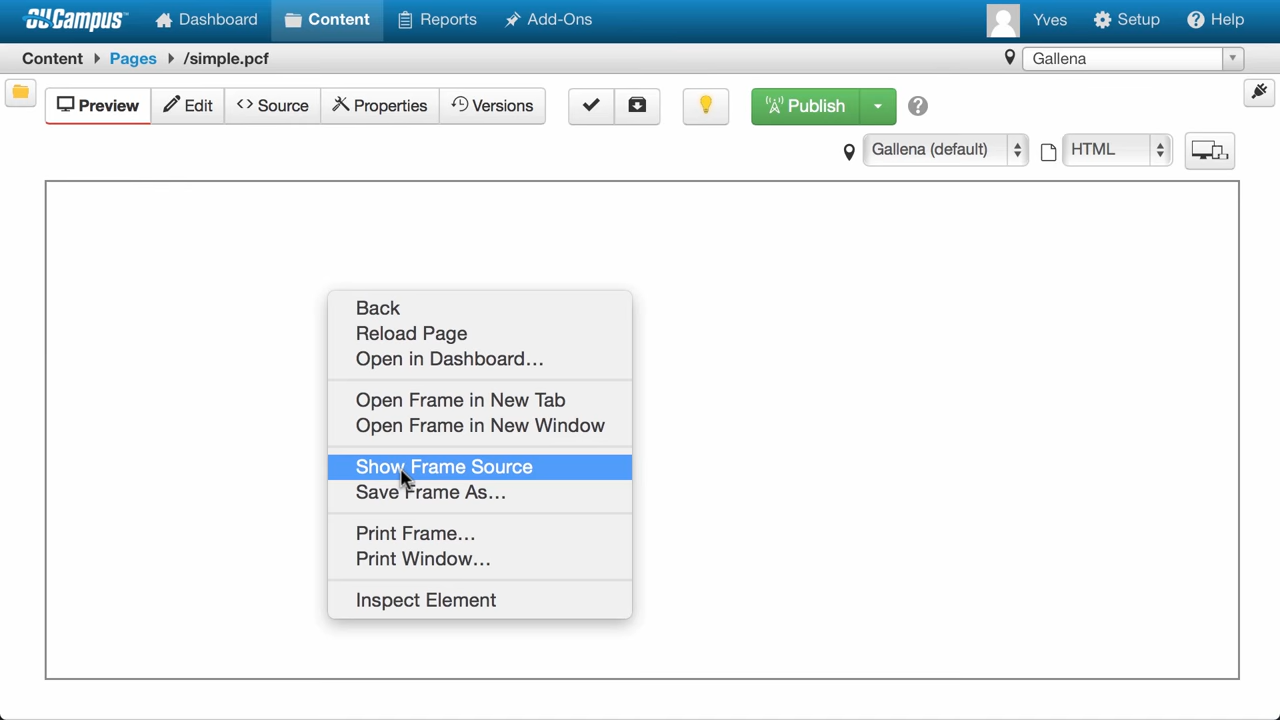 OUCampus™ Dashboard Content Reports Add-Ons Yves Setup Help
Content Pages /simple.pcf Gallena
Preview Edit Source Properties Versions Publish
Gallena (default) HTML
Back
Reload Page
Open in Dashboard...
Open Frame in New Tab
Open Frame in New Window
Show Frame Source
Save Frame As...
Print Frame...
Print Window...
Inspect Element